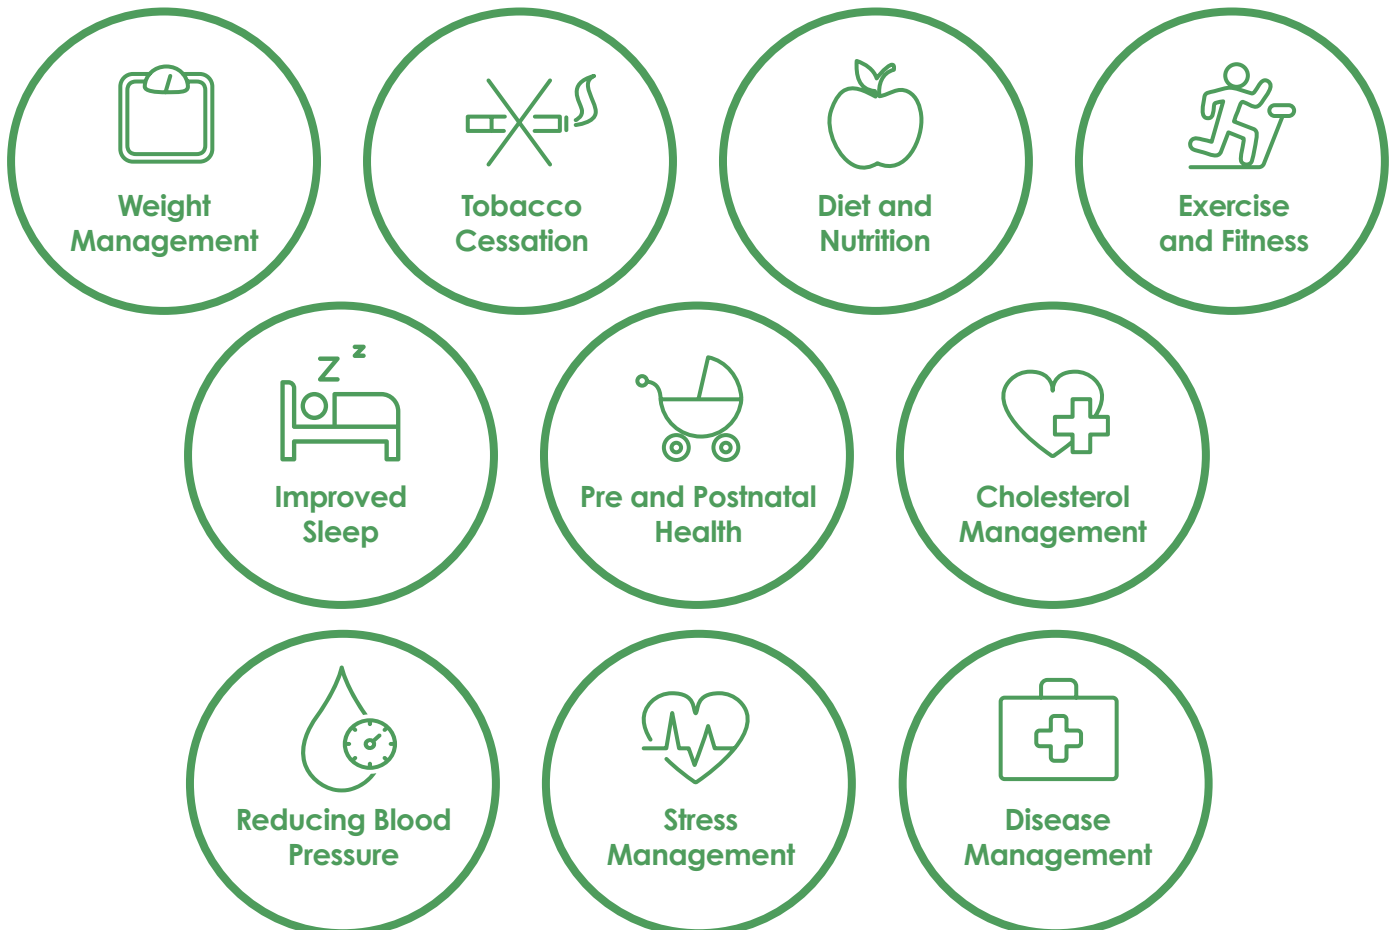 Weight
Management
Tobacco
Cessation
Diet and
Nutrition
Exercise
and Fitness
z
Z
Improved
Sleep
Pre and Postnatal
Health
Cholesterol
Management
Reducing Blood
Pressure
Stress
Management
Disease
Management